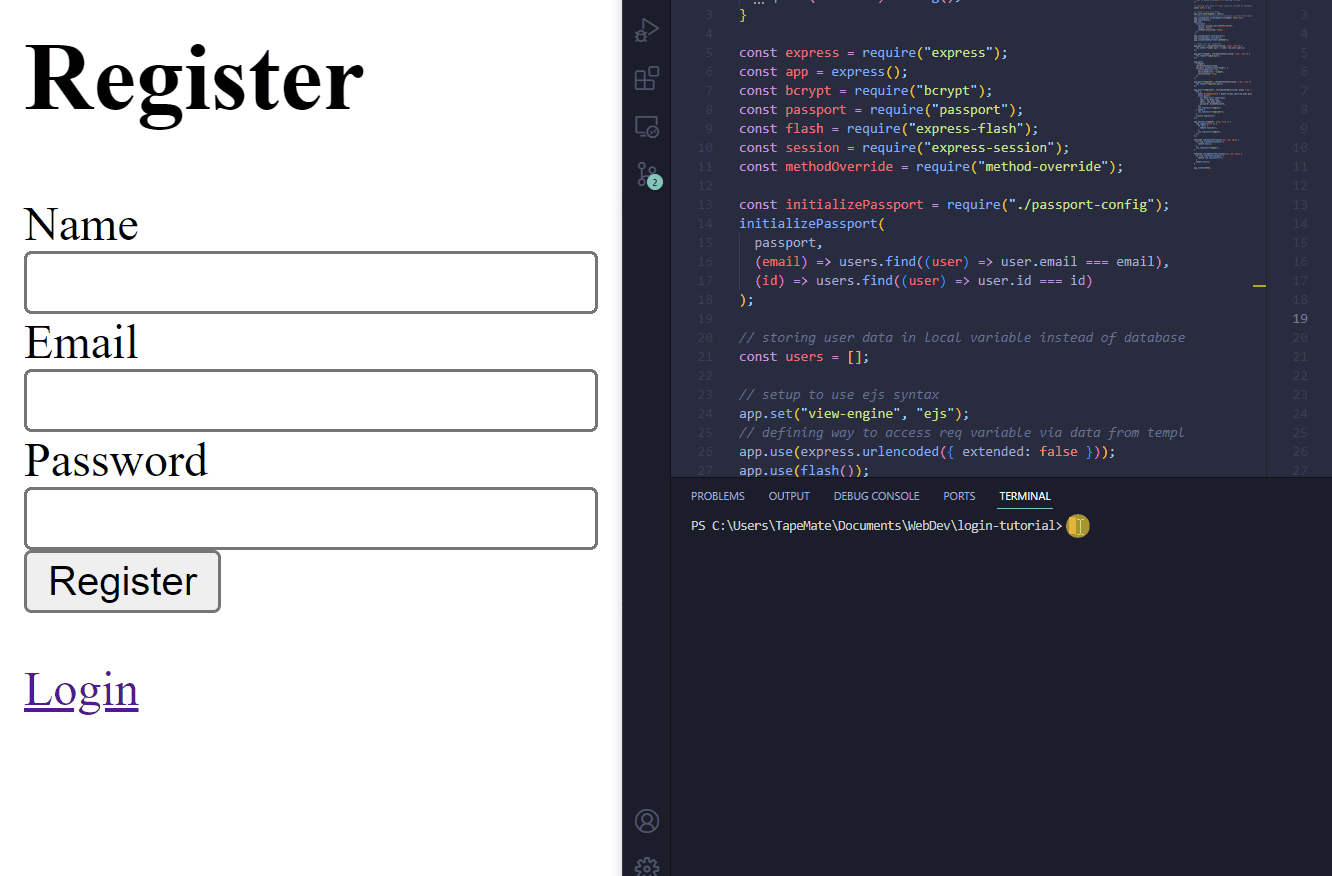 Register
Name
Email
Password
Register
Login
2
3 }
4
5 const express = require("express");
6 const app = express();
7 const bcrypt = require("bcrypt");
8 const passport = require("passport");
9 const flash = require("express-flash");
10 const session = require("express-session");
11 const methodOverride = require("method-override");
12
13 const initializePassport = require("./passport-config");
14 initializePassport(
15 passport,
16 (email) => users.find((user) => user.email === email),
17 (id) => users.find((user) => user.id === id)
18 );
19
20 // storing user data in local variable instead of database
21 const users = [];
22
23 // setup to use ejs syntax
24 app.set("view-engine", "ejs");
25 // defining way to access req variable via data from templ
26 app.use(express.urlencoded({ extended: false }));
27 app.use(flash());
3
4
5
6
7
8
9
10
11
12
13
14
15
16
17
18
19
20
21
22
23
24
25
26
27
PROBLEMS OUTPUT DEBUG CONSOLE PORTS TERMINAL
PS C:\Users\TapeMate\Documents\WebDev\login-tutorial>